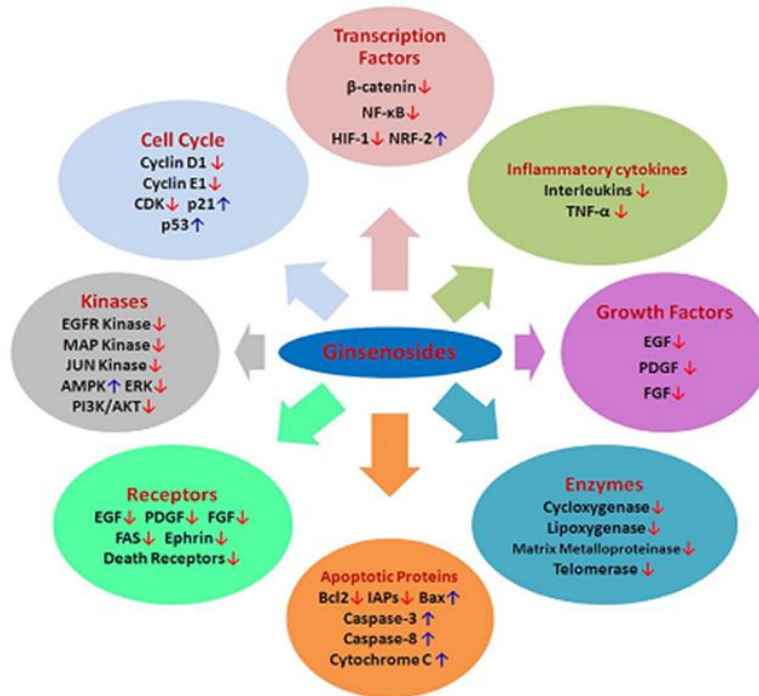 Transcription
Factors
β-catenin↓
NF-κB↓
HIF-1↓ NRF-2↑
Cell Cycle
Cyclin D1↓
Cyclin E1↓
CDK↓ p21↑
p53↑
Inflammatory cytokines
Interleukins↓
TNF-α↓
Kinases
EGFR Kinase↓
MAP Kinase↓
JUN Kinase↓
AMPK↑ ERK↓
PI3K/AKT↓
Ginsenosides
Growth Factors
EGF↓
PDGF↓
FGF↓
Receptors
EGF↓ PDGF↓ FGF↓
FAS↓ Ephrin↓
Death Receptors↓
Enzymes
Cycloxygenase↓
Lipoxygenase↓
Matrix Metalloproteinase↓
Telomerase↓
Apoptotic Proteins
Bcl2↓ IAPs↓ Bax↑
Caspase-3↑
Caspase-8↑
Cytochrome C↑